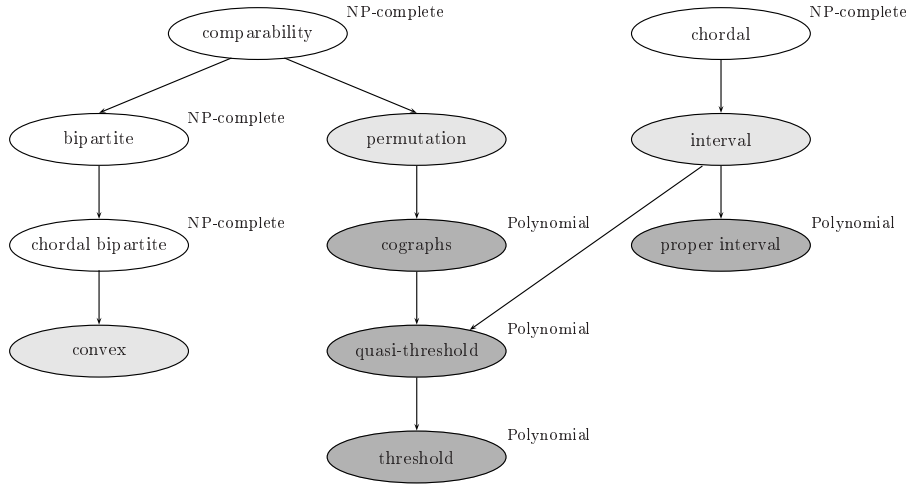 NP-complete
comparability
NP-complete
chordal
NP-complete
bipartite
permutation
interval
NP-complete
chordal bipartite
Polynomial
cographs
Polynomial
proper interval
Polynomial
convex
quasi-threshold
Polynomial
threshold